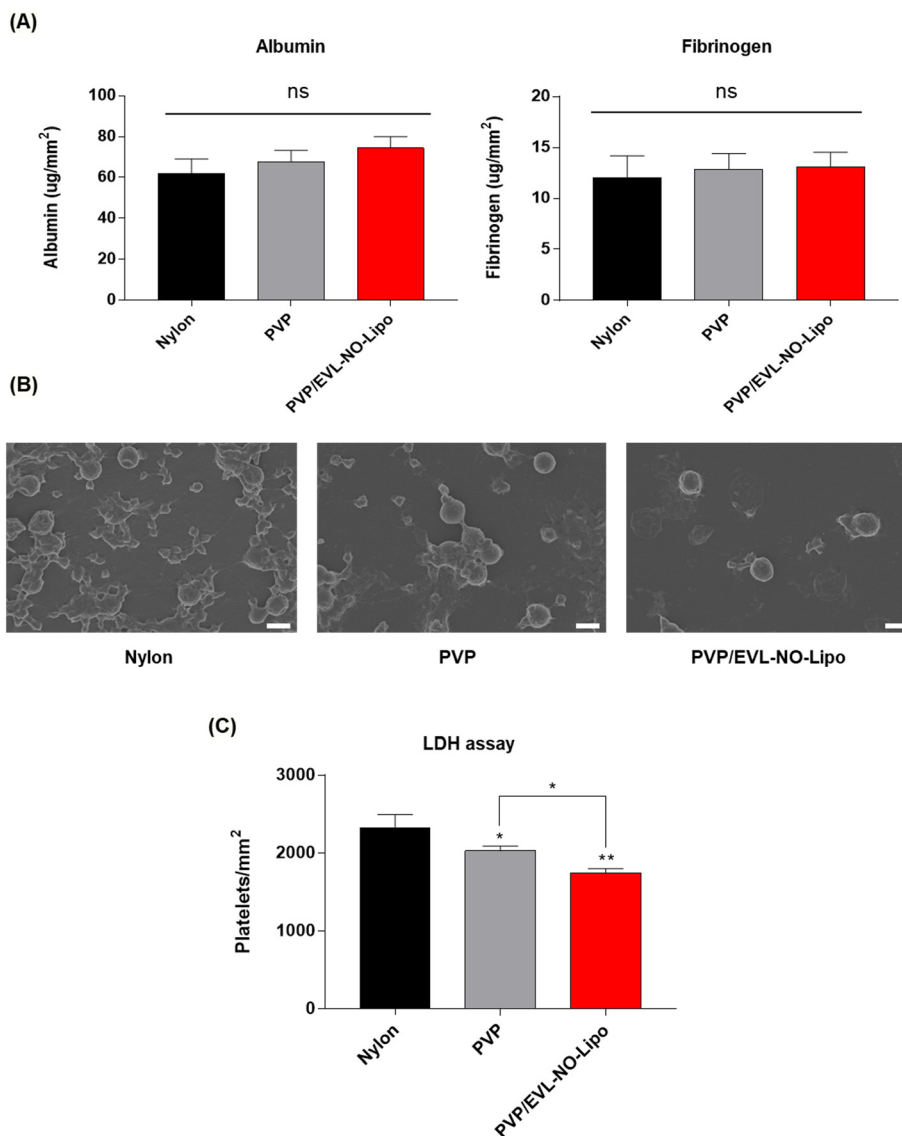 (A)
Albumin
ns
100
80
60
40
20
0
Albumin (ug/mm²)
Nylon
PVP
PVP/EVL-NO-Lipo
Fibrinogen
ns
20
15
10
5
0
Fibrinogen (ug/mm²)
Nylon
PVP
PVP/EVL-NO-Lipo
(B)
Nylon
PVP
PVP/EVL-NO-Lipo
(C)
LDH assay
3000
2000
1000
0
Platelets/mm²
*
*
**
Nylon
PVP
PVP/EVL-NO-Lipo